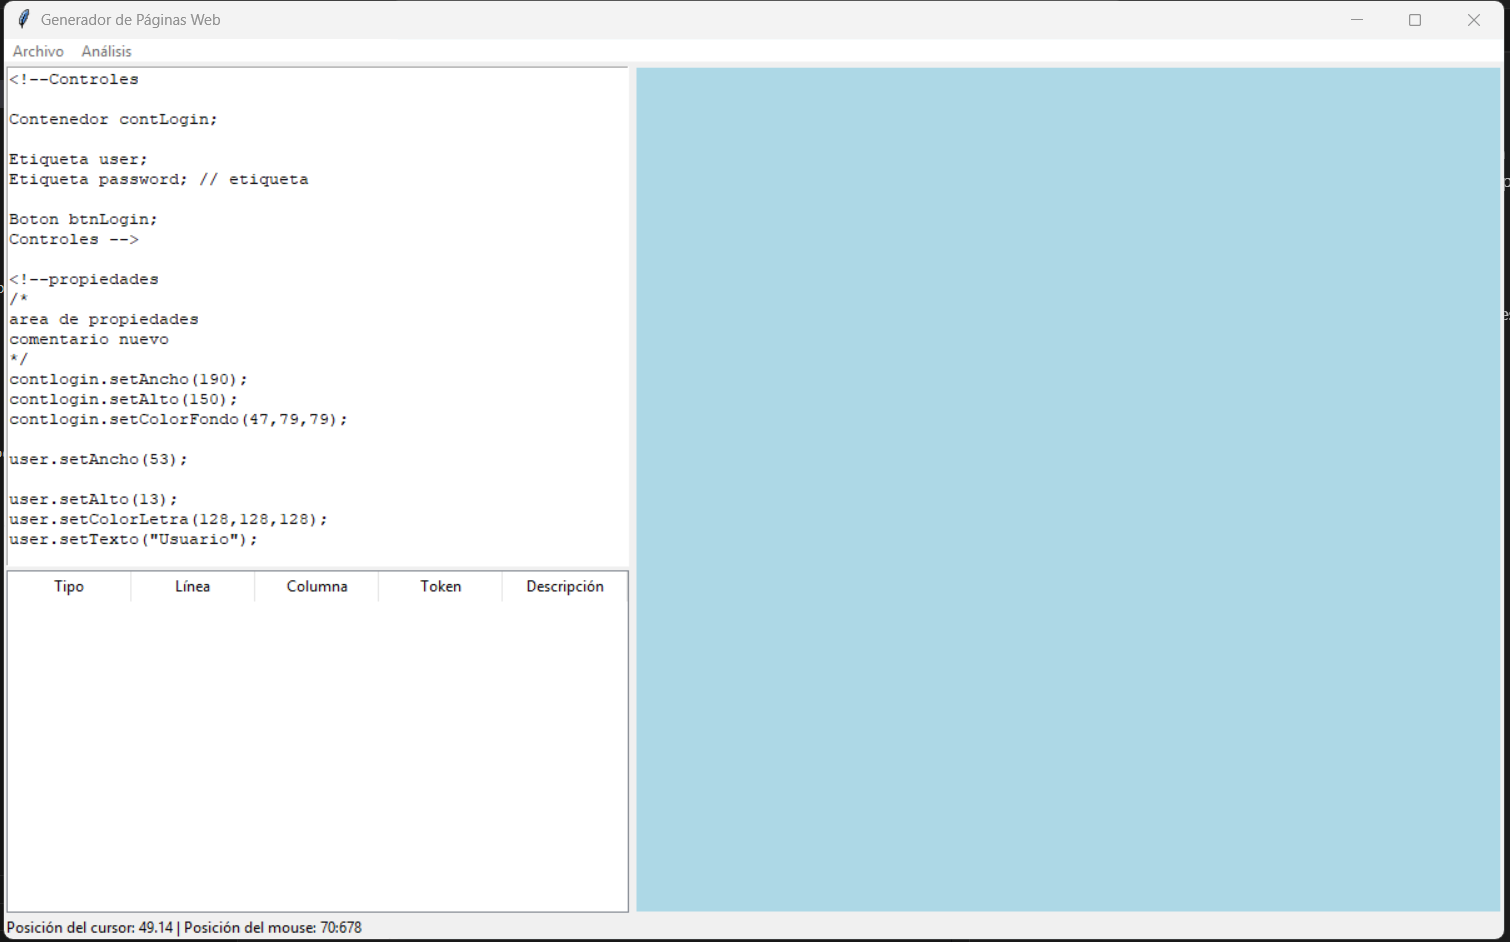 Generador de Páginas Web
Archivo Análisis
<!--Controles
Contenedor contLogin;
Etiqueta user;
Etiqueta password; // etiqueta
Boton btnLogin;
Controles -->
<!--propiedades
/*
area de propiedades
comentario nuevo
*/
contlogin.setAncho(190);
contlogin.setAlto(150);
contlogin.setColorFondo(47,79,79);
user.setAncho(53);
user.setAlto(13);
user.setColorLetra(128,128,128);
user.setTexto("Usuario");
Tipo Línea Columna Token Descripción
Posición del cursor: 49.14 | Posición del mouse: 70:678